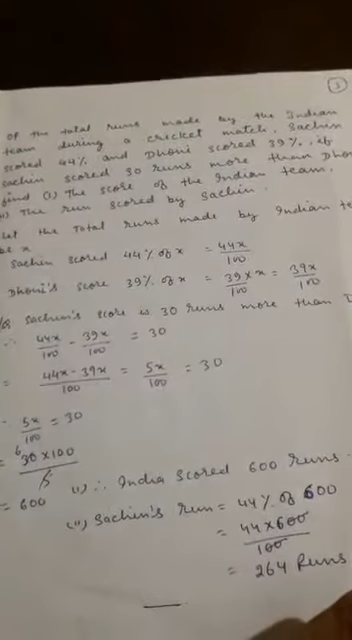 3
of the total runs made by the Indian
team during a cricket match, Sachin
scored 44% and Dhoni scored 39%, if
Sachin scored 30 runs more than Dho
find (i) The score of the Indian team.
ii) The run scored by Sachin.
Let the Total runs made by Indian te
be x
Sachin scored 44% of x = 44x/100
Dhoni's score 39% of x = 39/100 × x = 39x/100
Sachin's score is 30 runs more than D
∴ 44x/100 - 39x/100 = 30
= 44x - 39x/100 = 5x/100 = 30
5x/100 = 30
= 30×100/5 6
= 600 (i) ∴ India scored 600 runs.
(ii) Sachin's run = 44% of 600
= 44×600/100
= 264 Runs